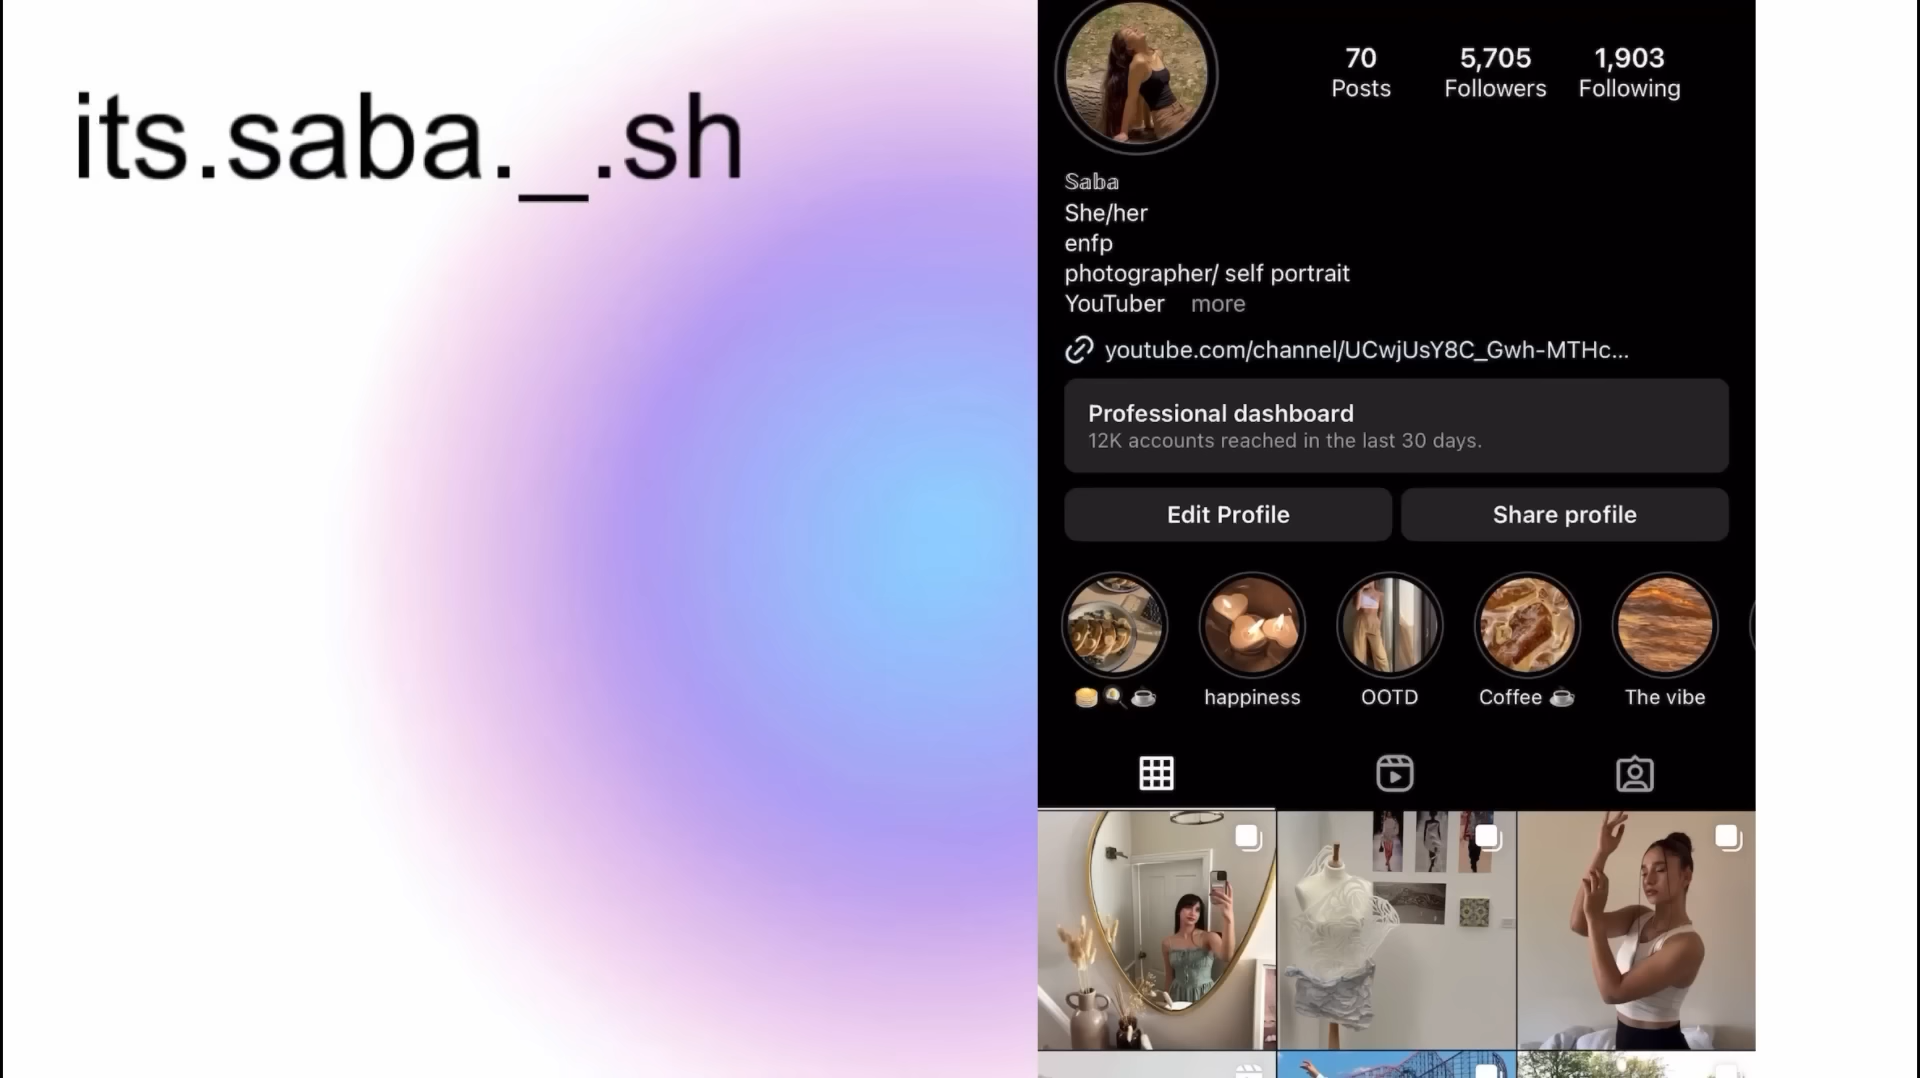 its.saba._.sh
70
Posts
5,705
Followers
1,903
Following
𝕊aba
She/her
enfp
photographer/ self portrait
YouTuber more
youtube.com/channel/UCwjUsY8C_Gwh-MTHc...
Professional dashboard
12K accounts reached in the last 30 days.
Edit Profile
Share profile
🥞🍳☕
happiness
OOTD
Coffee ☕
The vibe